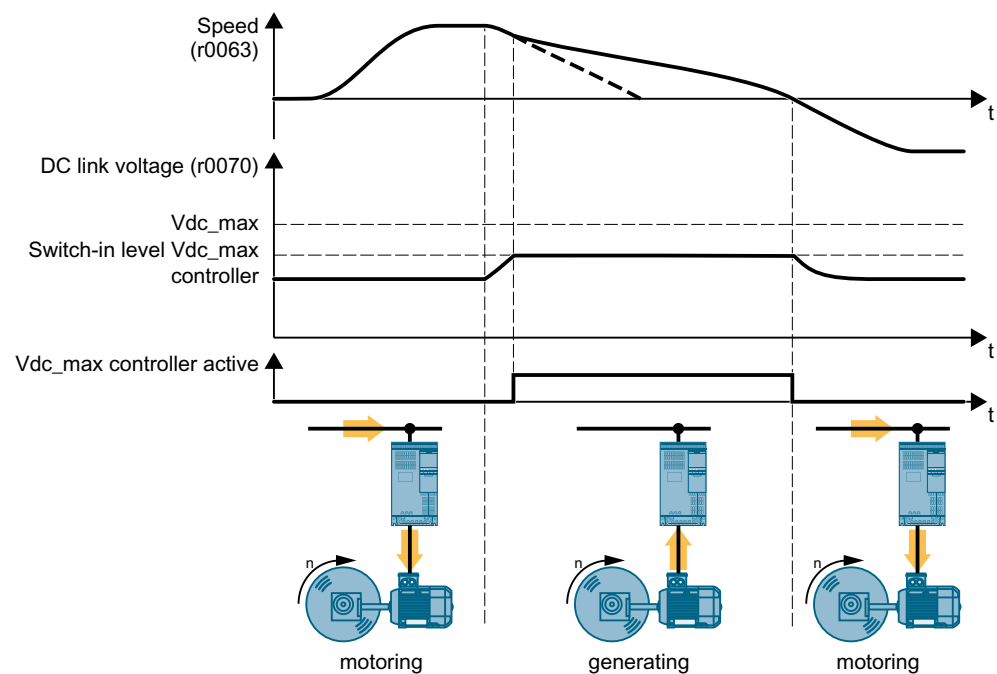 Speed
(r0063)
t
DC link voltage (r0070)
Vdc_max
Switch-in level Vdc_max
controller
t
Vdc_max controller active
t
n
n
n
motoring
generating
motoring